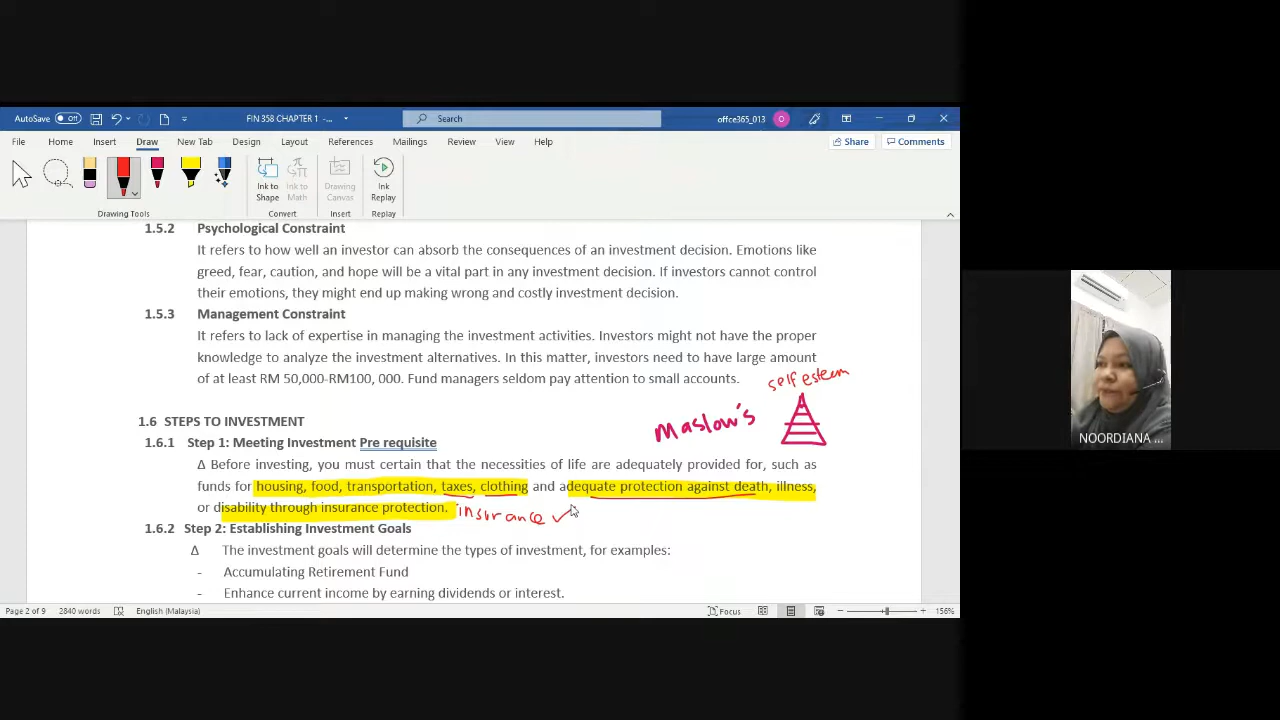 AutoSave Off
FIN 358 CHAPTER 1 -...
Search
offce365_013
O
File Home Insert Draw New Tab Design Layout References Mailings Review View Help
Share Comments
Ink to Shape
Ink to Math
Drawing Canvas
Ink Replay
Drawing Tools Convert Insert Replay
1.5.2 Psychological Constraint
It refers to how well an investor can absorb the consequences of an investment decision. Emotions like
greed, fear, caution, and hope will be a vital part in any investment decision. If investors cannot control
their emotions, they might end up making wrong and costly investment decision.
1.5.3 Management Constraint
It refers to lack of expertise in managing the investment activities. Investors might not have the proper
knowledge to analyze the investment alternatives. In this matter, investors need to have large amount
of at least RM 50,000-RM100, 000. Fund managers seldom pay attention to small accounts.
self esteem
Maslow's
1.6 STEPS TO INVESTMENT
1.6.1 Step 1: Meeting Investment Pre requisite
Δ Before investing, you must certain that the necessities of life are adequately provided for, such as
funds for housing, food, transportation, taxes, clothing and adequate protection against death, illness,
or disability through insurance protection. insurance ✓
1.6.2 Step 2: Establishing Investment Goals
Δ The investment goals will determine the types of investment, for examples:
- Accumulating Retirement Fund
- Enhance current income by earning dividends or interest.
Page 2 of 9 2840 words English (Malaysia) Focus 156%
NOORDIANA ...